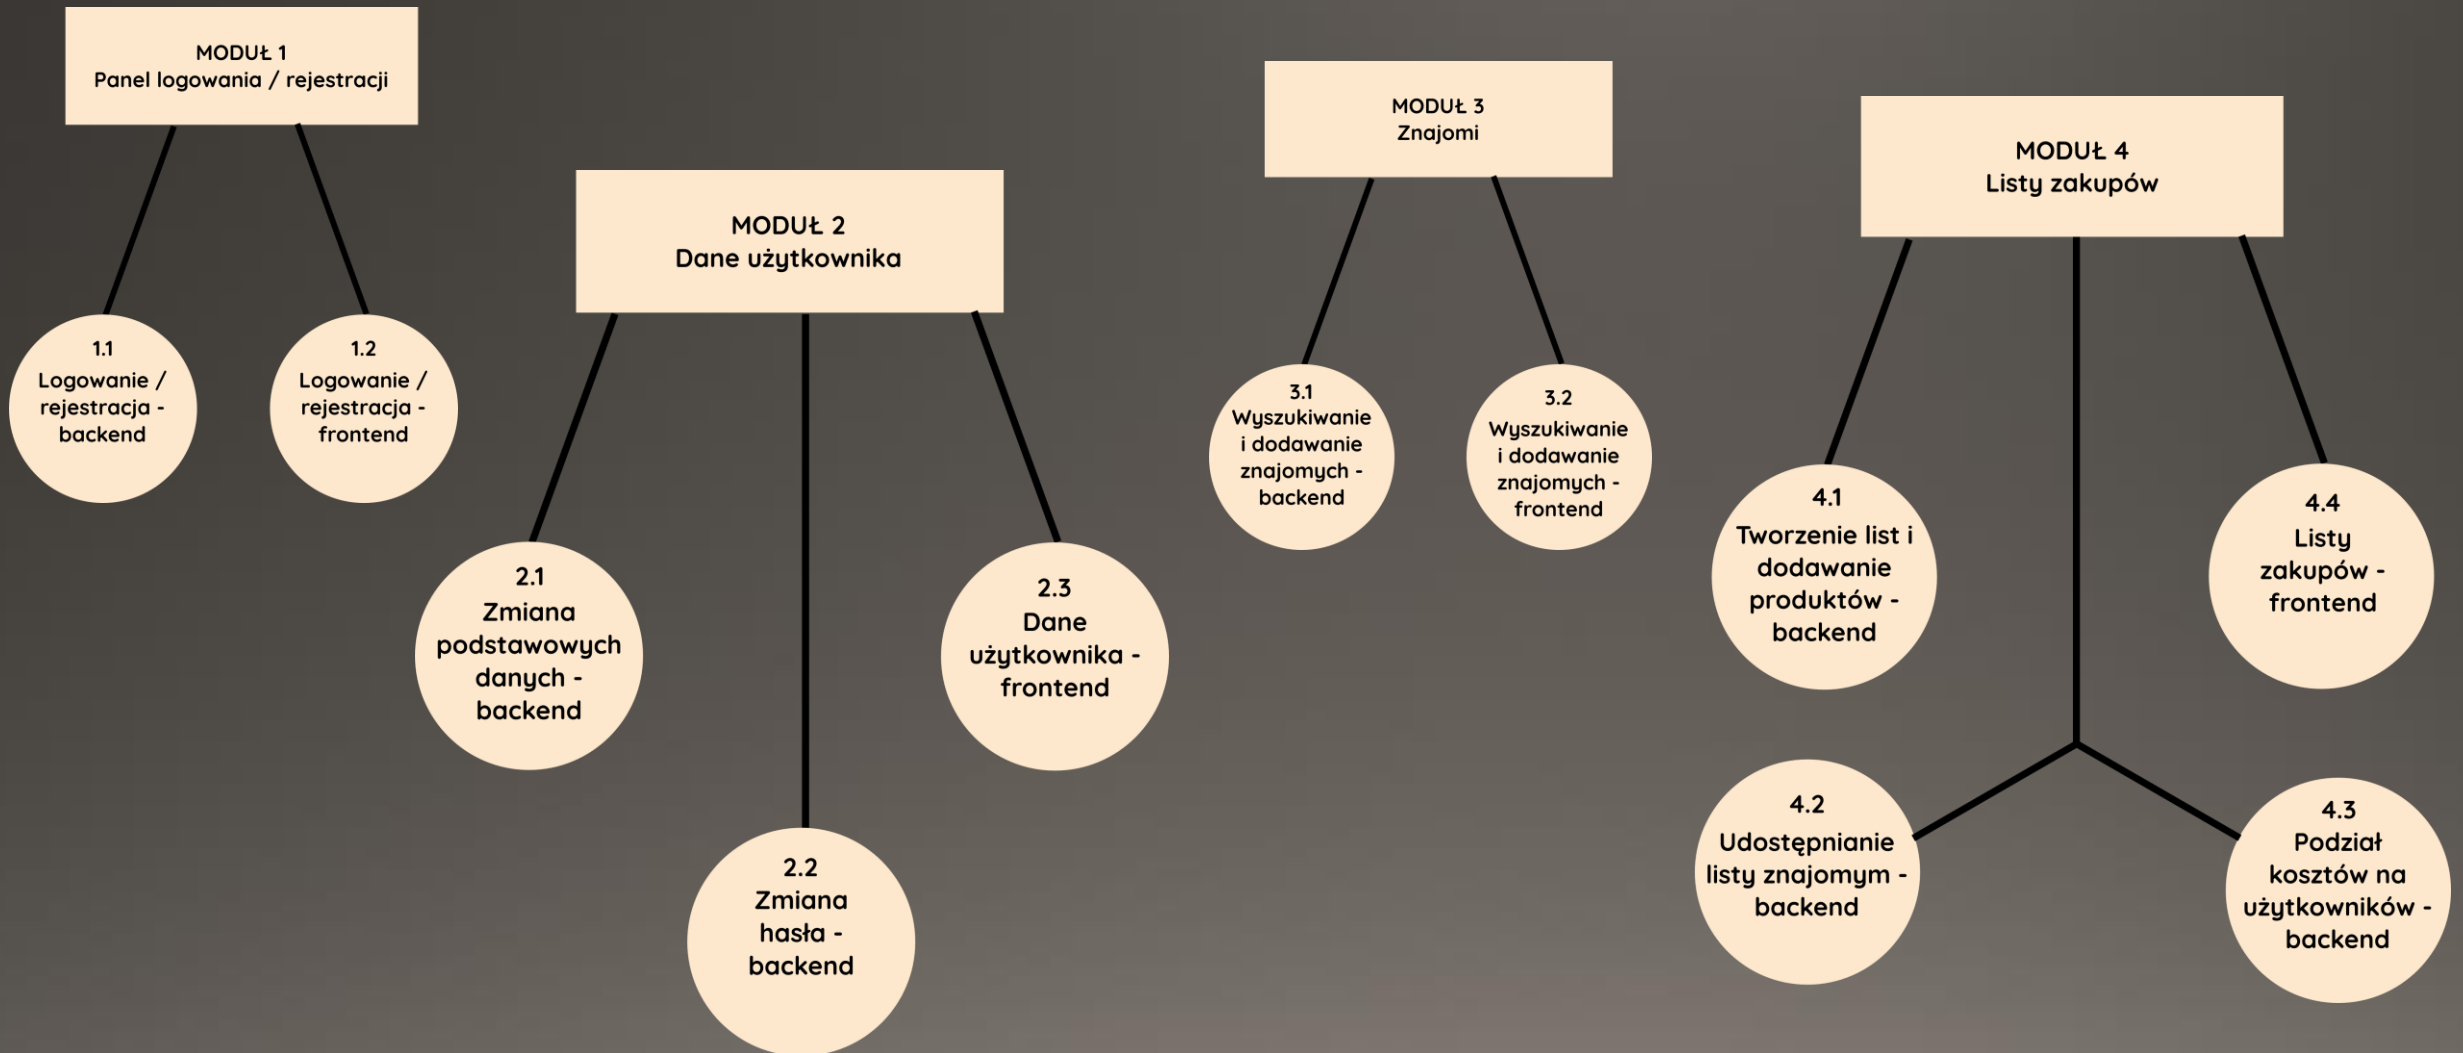 MODUŁ 1
Panel logowania / rejestracji
1.1
Logowanie /
rejestracja -
backend
1.2
Logowanie /
rejestracja -
frontend
MODUŁ 2
Dane użytkownika
2.1
Zmiana
podstawowych
danych -
backend
2.2
Zmiana
hasła -
backend
2.3
Dane
użytkownika -
frontend
MODUŁ 3
Znajomi
3.1
Wyszukiwanie
i dodawanie
znajomych -
backend
3.2
Wyszukiwanie
i dodawanie
znajomych -
frontend
MODUŁ 4
Listy zakupów
4.1
Tworzenie list i
dodawanie
produktów -
backend
4.2
Udostępnianie
listy znajomym -
backend
4.3
Podział
kosztów na
użytkowników -
backend
4.4
Listy
zakupów -
frontend